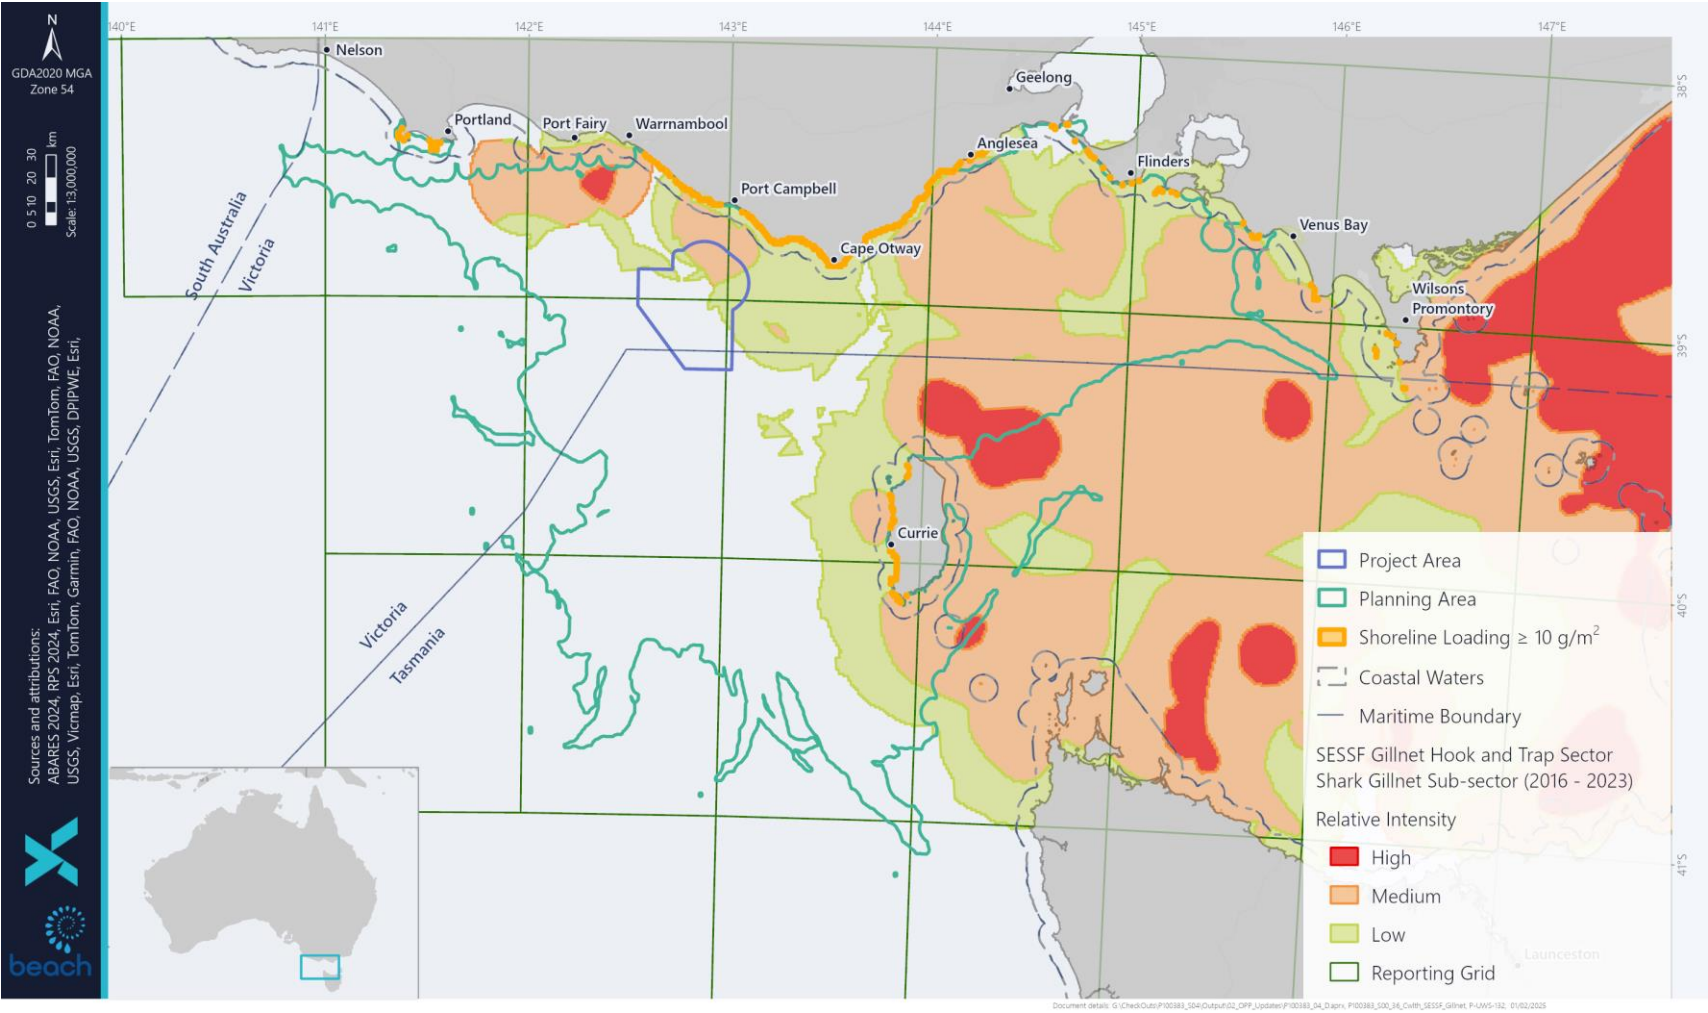 140°E 141°E 142°E 143°E 144°E 145°E 146°E 147°E
N
GDA2020 MGA
Zone 54
0 5 10 20 30
km
Scale: 1:3,000,000
Sources and attributions:
ABARES 2024, RPS 2024, Esri, FAO, NOAA, USGS, Esri, TomTom, FAO, NOAA,
USGS, Vicmap, Esri, TomTom, Garmin, FAO, NOAA, USGS, DPIPWE, Esri,
beach
Nelson
Portland
Port Fairy
Warrnambool
Geelong
Anglesea
Flinders
Port Campbell
Cape Otway
Venus Bay
Wilsons
Promontory
Currie
South Australia
Victoria
Victoria
Tasmania
38°S
39°S
40°S
41°S
Project Area
Planning Area
Shoreline Loading ≥ 10 g/m²
Coastal Waters
Maritime Boundary
SESSF Gillnet Hook and Trap Sector
Shark Gillnet Sub-sector (2016 - 2023)
Relative Intensity
High
Medium
Low
Reporting Grid
Launceston